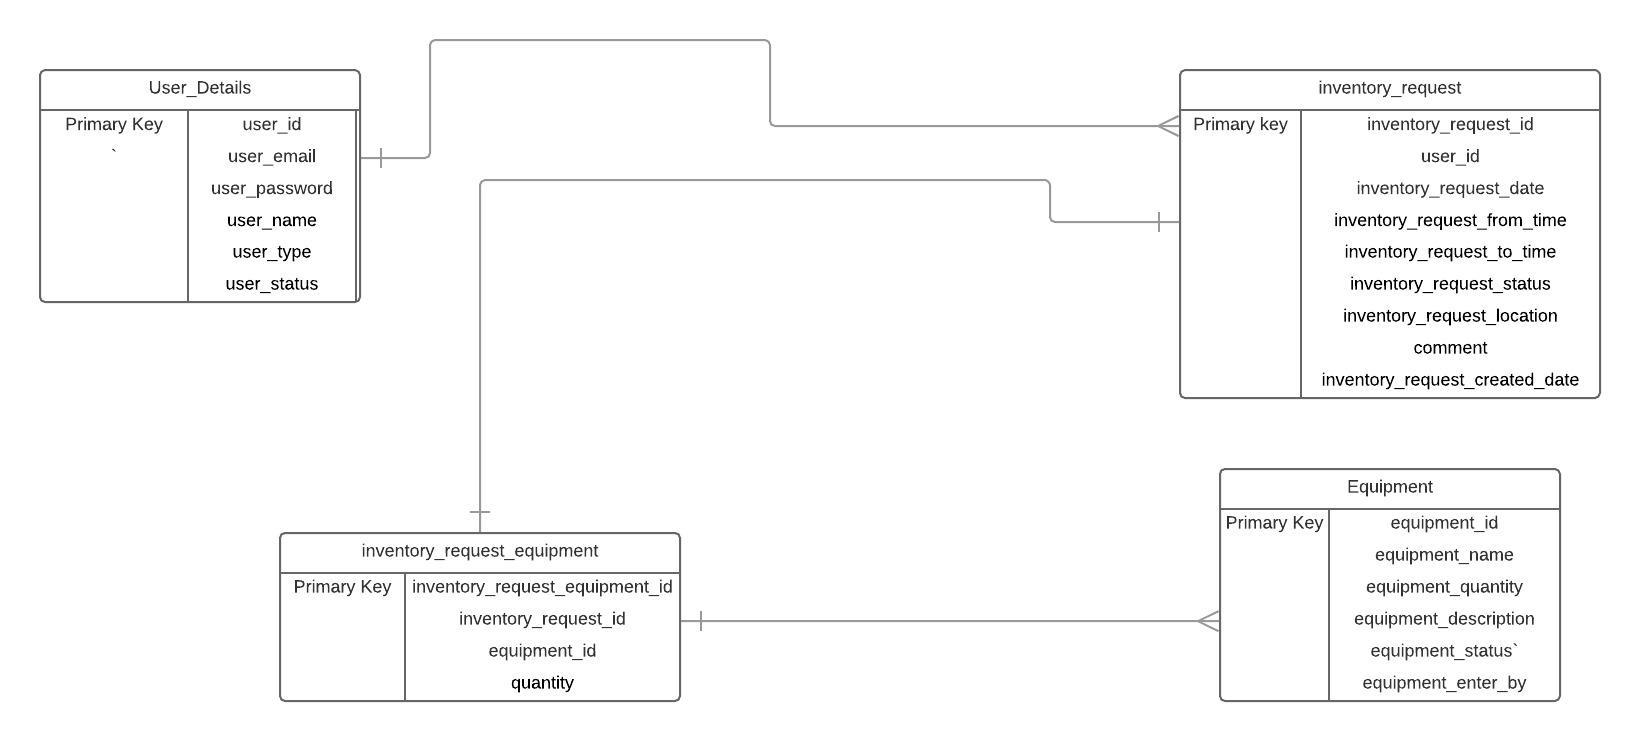 User_Details
Primary Key user_id
` user_email
user_password
user_name
user_type
user_status
inventory_request
Primary key inventory_request_id
user_id
inventory_request_date
inventory_request_from_time
inventory_request_to_time
inventory_request_status
inventory_request_location
comment
inventory_request_created_date
inventory_request_equipment
Primary Key inventory_request_equipment_id
inventory_request_id
equipment_id
quantity
Equipment
Primary Key equipment_id
equipment_name
equipment_quantity
equipment_description
equipment_status`
equipment_enter_by